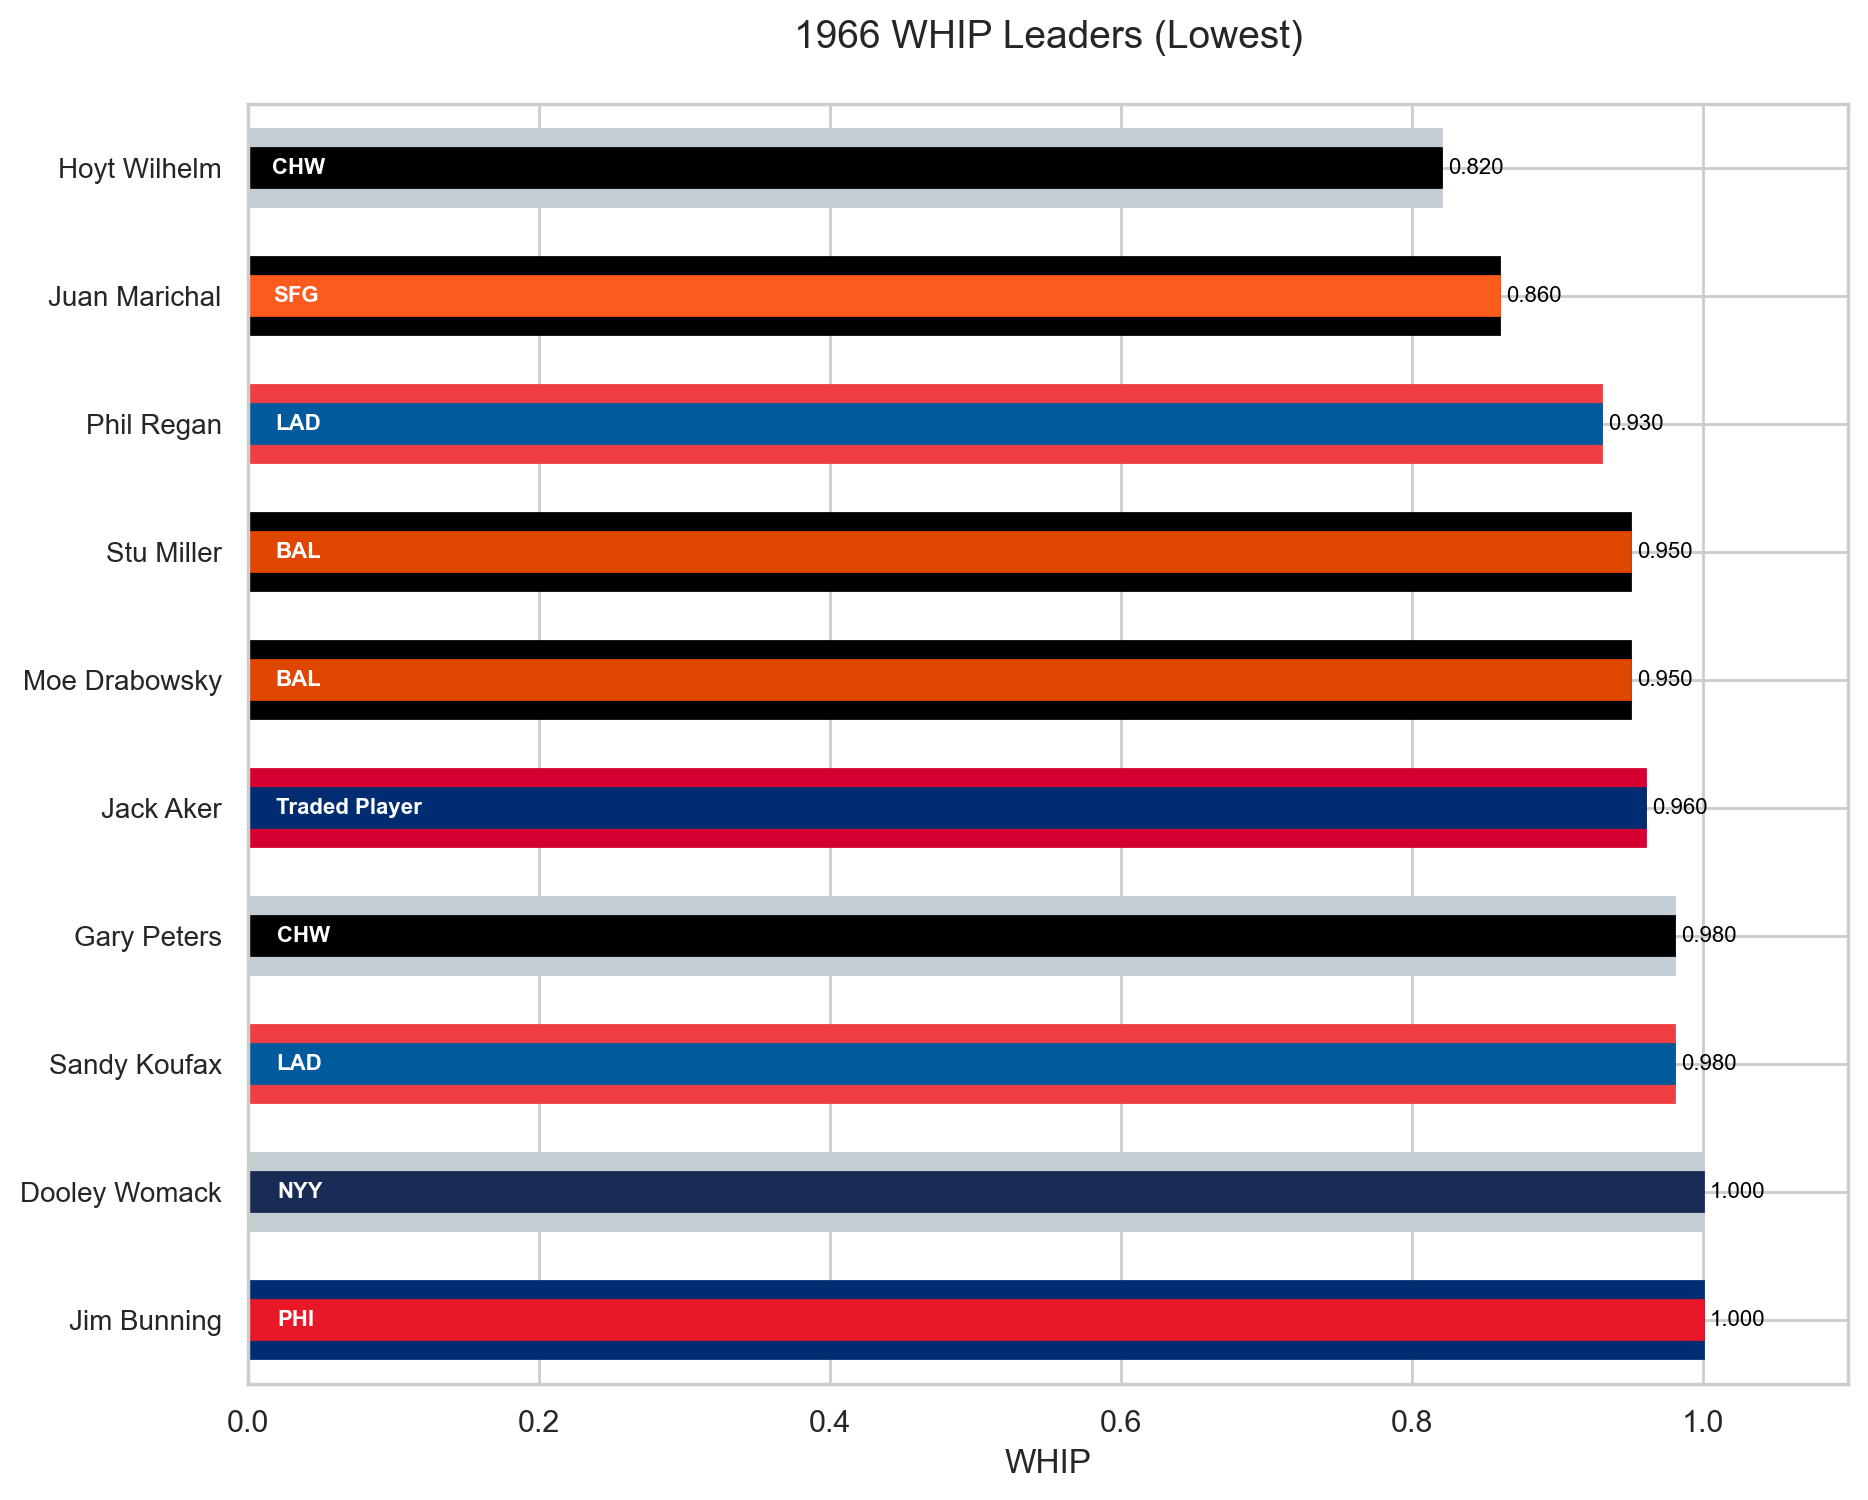 1966 WHIP Leaders (Lowest)
Hoyt Wilhelm CHW 0.820
Juan Marichal SFG 0.860
Phil Regan LAD 0.930
Stu Miller BAL 0.950
Moe Drabowsky BAL 0.950
Jack Aker Traded Player 0.960
Gary Peters CHW 0.980
Sandy Koufax LAD 0.980
Dooley Womack NYY 1.000
Jim Bunning PHI 1.000
0.0 0.2 0.4 0.6 0.8 1.0
WHIP